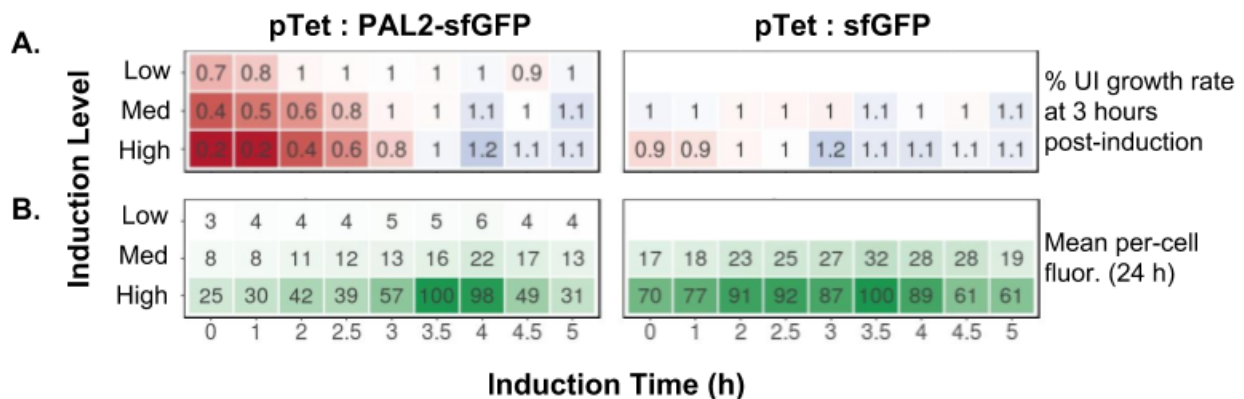 pTet : PAL2-sfGFP pTet : sfGFP
A.
Induction Level
Low 0.7 0.8 1 1 1 1 1 0.9 1
Med 0.4 0.5 0.6 0.8 1 1 1.1 1 1.1 1 1 1 1 1 1.1 1 1 1.1
High 0.2 0.2 0.4 0.6 0.8 1 1.2 1.1 1.1 0.9 0.9 1 1 1.2 1.1 1.1 1.1 1.1
% UI growth rate
at 3 hours
post-induction
B.
Low 3 4 4 4 5 5 6 4 4
Med 8 8 11 12 13 16 22 17 13 17 18 23 25 27 32 28 28 19
High 25 30 42 39 57 100 98 49 31 70 77 91 92 87 100 89 61 61
Mean per-cell
fluor. (24 h)
0 1 2 2.5 3 3.5 4 4.5 5 0 1 2 2.5 3 3.5 4 4.5 5
Induction Time (h)